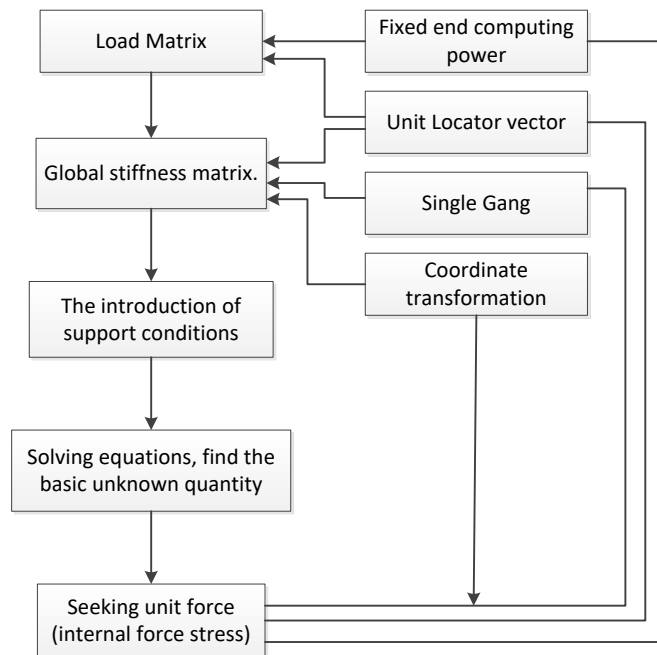 Load Matrix
Fixed end computing
power
Unit Locator vector
Global stiffness matrix.
Single Gang
Coordinate
transformation
The introduction of
support conditions
Solving equations, find the
basic unknown quantity
Seeking unit force
(internal force stress)